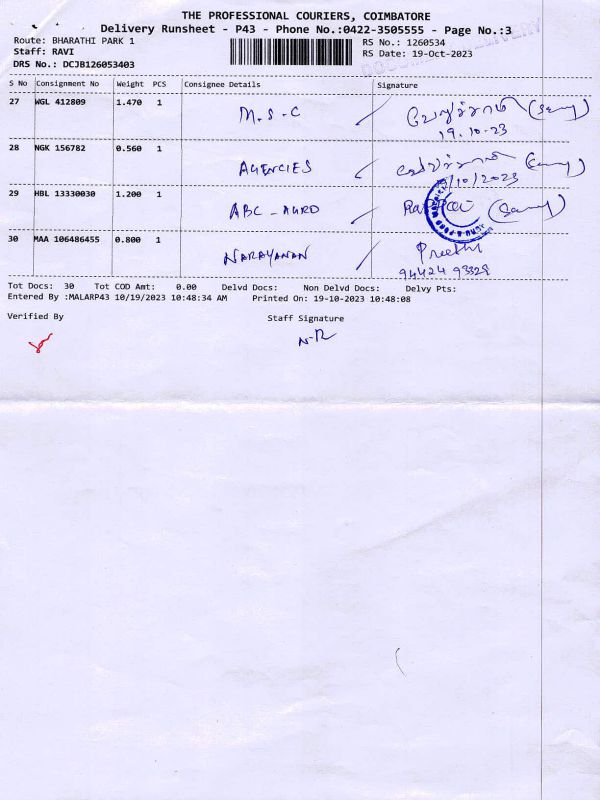 THE PROFESSIONAL COURIERS, COIMBATORE
Delivery Runsheet - P43 - Phone No.:0422-3505555 - Page No.:3
Route: BHARATHI PARK 1 RS No.: 1260534
Staff: RAVI RS Date: 19-Oct-2023
DRS No.: DCJB126053403
S No Consignment No Weight PCS Consignee Details Signature
27 WGL 412809 1.470 1 M.S-C
19.10-23
28 NGK 156782 0.560 1 AGENCIES
/10/2023
29 HBL 13330030 1.200 1 ABC-AGRO
30 MAA 106486455 0.800 1 NARAYANAN Preethi
94424 93328
Tot Docs: 30 Tot COD Amt: 0.00 Delvd Docs: Non Delvd Docs: Delvy Pts:
Entered By :MALARP43 10/19/2023 10:48:34 AM Printed On: 19-10-2023 10:48:08
Verified By Staff Signature
N-R